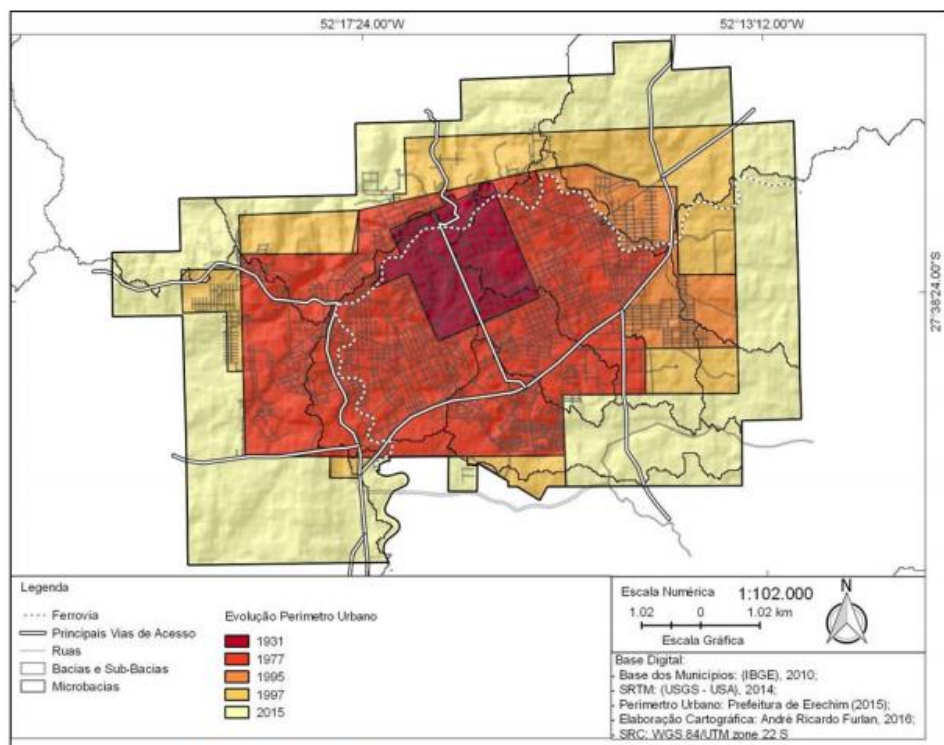 52°17'24.00"W 52°13'12.00"W
27°38'24.00"S
Legenda
Ferrovia
Principais Vias de Acesso
Ruas
Bacias e Sub-Bacias
Microbacias
Evolução Perimetro Urbano
1931
1977
1995
1997
2015
Escala Numérica 1:102.000
1.02 0 1.02 km
Escala Gráfica
N
Base Digital:
- Base dos Municipios: (IBGE), 2010;
- SRTM: (USGS - USA), 2014;
- Perimertro Urbano: Prefeitura de Erechim (2015);
- Elaboração Cartográfica: André Ricardo Furlan, 2016;
- SRC: WGS 84/UTM zone 22 S